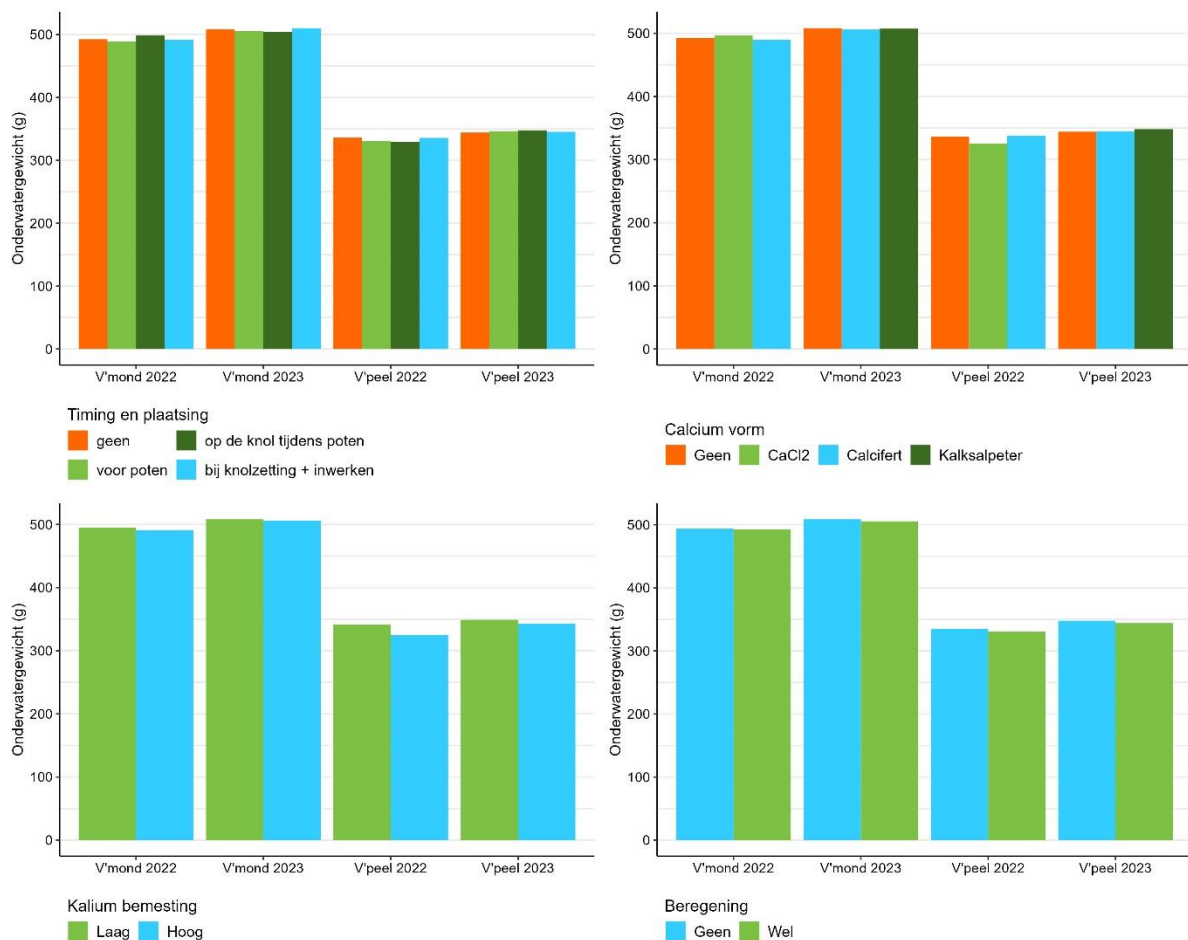 Onderwatergewicht (g)
500
400
300
200
100
0
V'mond 2022 V'mond 2023 V'peel 2022 V'peel 2023
Timing en plaatsing
geen op de knol tijdens poten
voor poten bij knolzetting + inwerken
Onderwatergewicht (g)
500
400
300
200
100
0
V'mond 2022 V'mond 2023 V'peel 2022 V'peel 2023
Calcium vorm
Geen CaCl2 Calcifert Kalksalpeter
Onderwatergewicht (g)
500
400
300
200
100
0
V'mond 2022 V'mond 2023 V'peel 2022 V'peel 2023
Kalium bemesting
Laag Hoog
Onderwatergewicht (g)
500
400
300
200
100
0
V'mond 2022 V'mond 2023 V'peel 2022 V'peel 2023
Beregening
Geen Wel